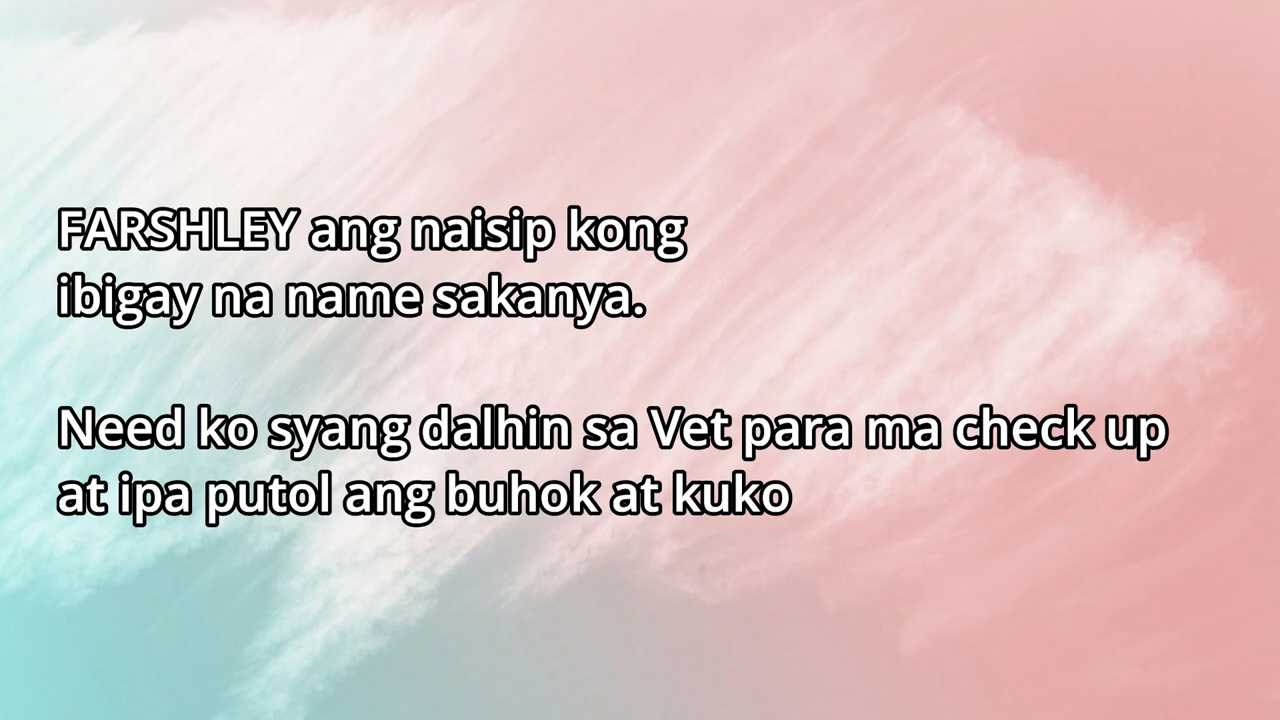 FARSHLEY ang naisip kong
ibigay na name sakanya.
Need ko syang dalhin sa Vet para ma check up
at ipa putol ang buhok at kuko